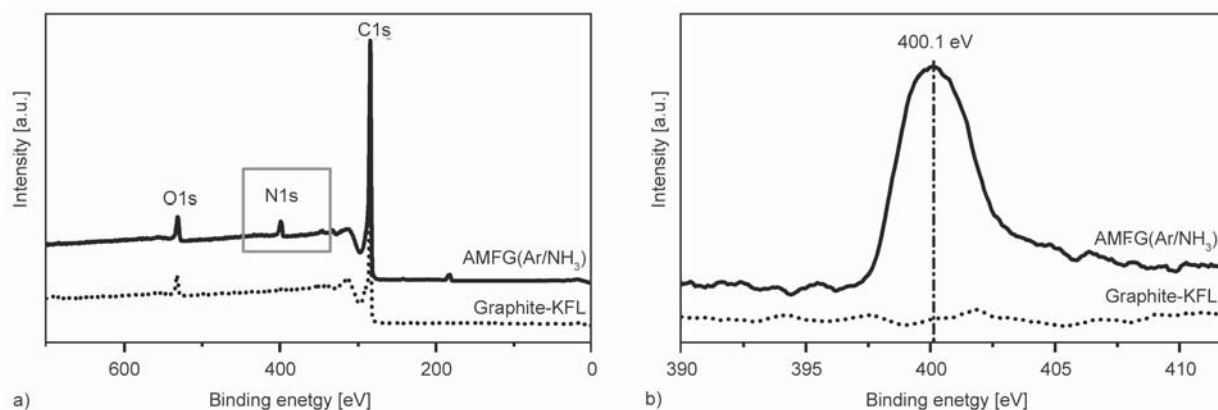 C1s
O1s
N1s
AMFG(Ar/NH₃)
Graphite-KFL
Intensity [a.u.]
600
400
200
0
Binding enetgy [eV]
a)
400.1 eV
AMFG(Ar/NH₃)
Graphite-KFL
Intensity [a.u.]
390
395
400
405
410
Binding enetgy [eV]
b)